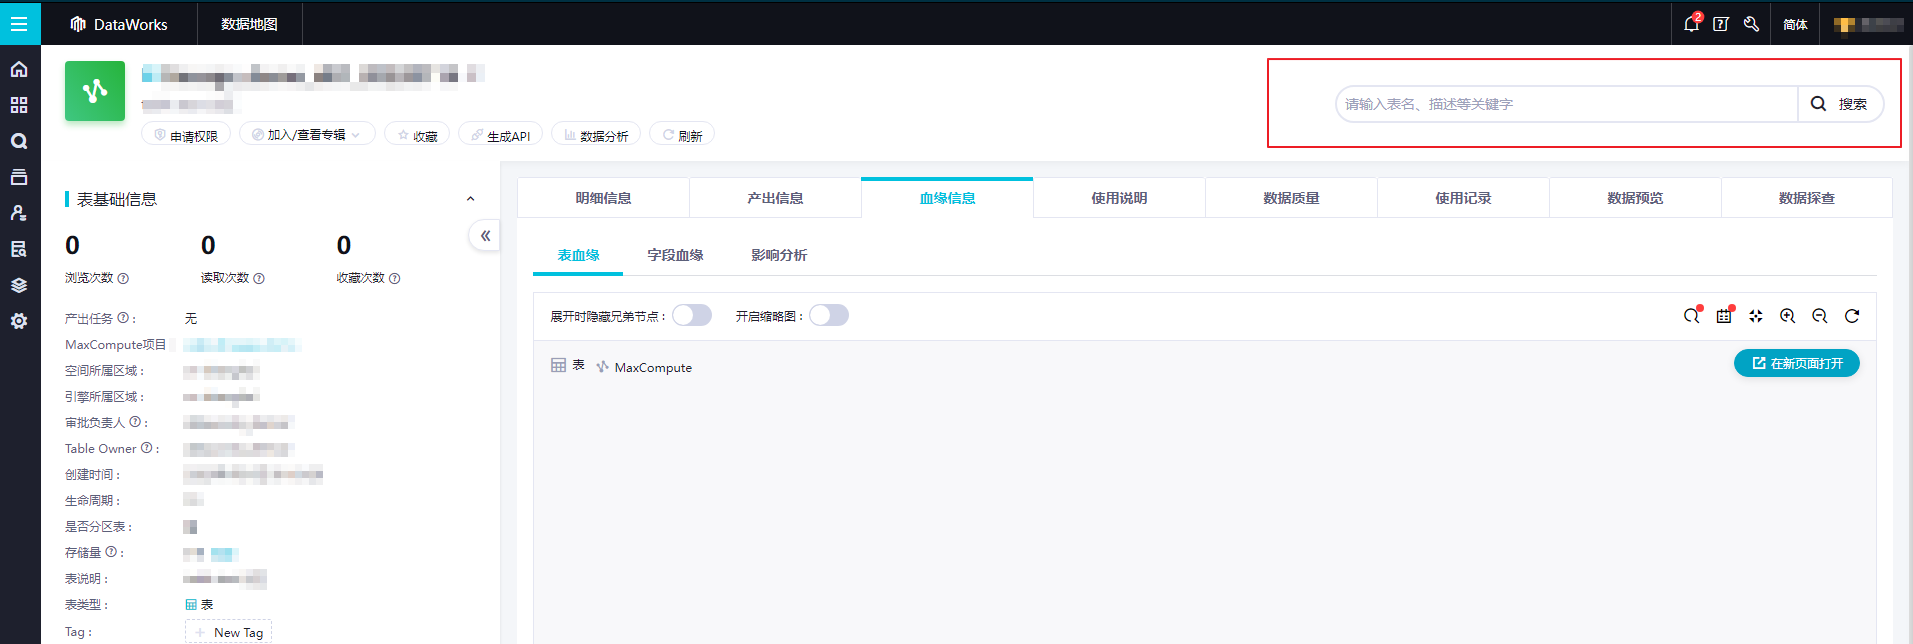 DataWorks 数据地图 2 简体
请输入表名、描述等关键字 搜索
申请权限 加入/查看专辑 收藏 生成API 数据分析 刷新
表基础信息
0 0 0
浏览次数 读取次数 收藏次数
产出任务 : 无
MaxCompute项目
空间所属区域 :
引擎所属区域 :
审批负责人 :
Table Owner :
创建时间 :
生命周期 :
是否分区表 :
存储量 :
表说明 :
表类型 : 表
Tag : + New Tag
明细信息 产出信息 血缘信息 使用说明 数据质量 使用记录 数据预览 数据探查
表血缘 字段血缘 影响分析
展开时隐藏兄弟节点 : 开启缩略图 :
表 MaxCompute 在新页面打开